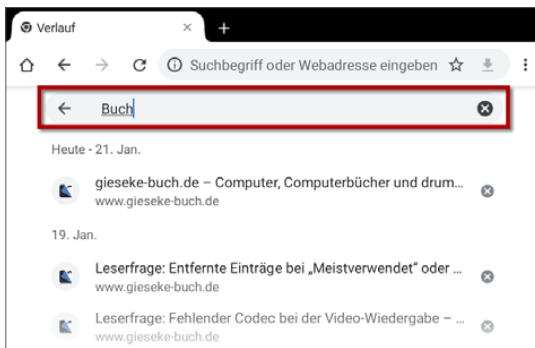 Verlauf
Suchbegriff oder Webadresse eingeben
Buch
Heute - 21. Jan.
gieseke-buch.de – Computer, Computerbücher und drum...
www.gieseke-buch.de
19. Jan.
Leserfrage: Entfernte Einträge bei „Meistverwendet“ oder ...
www.gieseke-buch.de
Leserfrage: Fehlender Codec bei der Video-Wiedergabe – ...
www.gieseke-buch.de